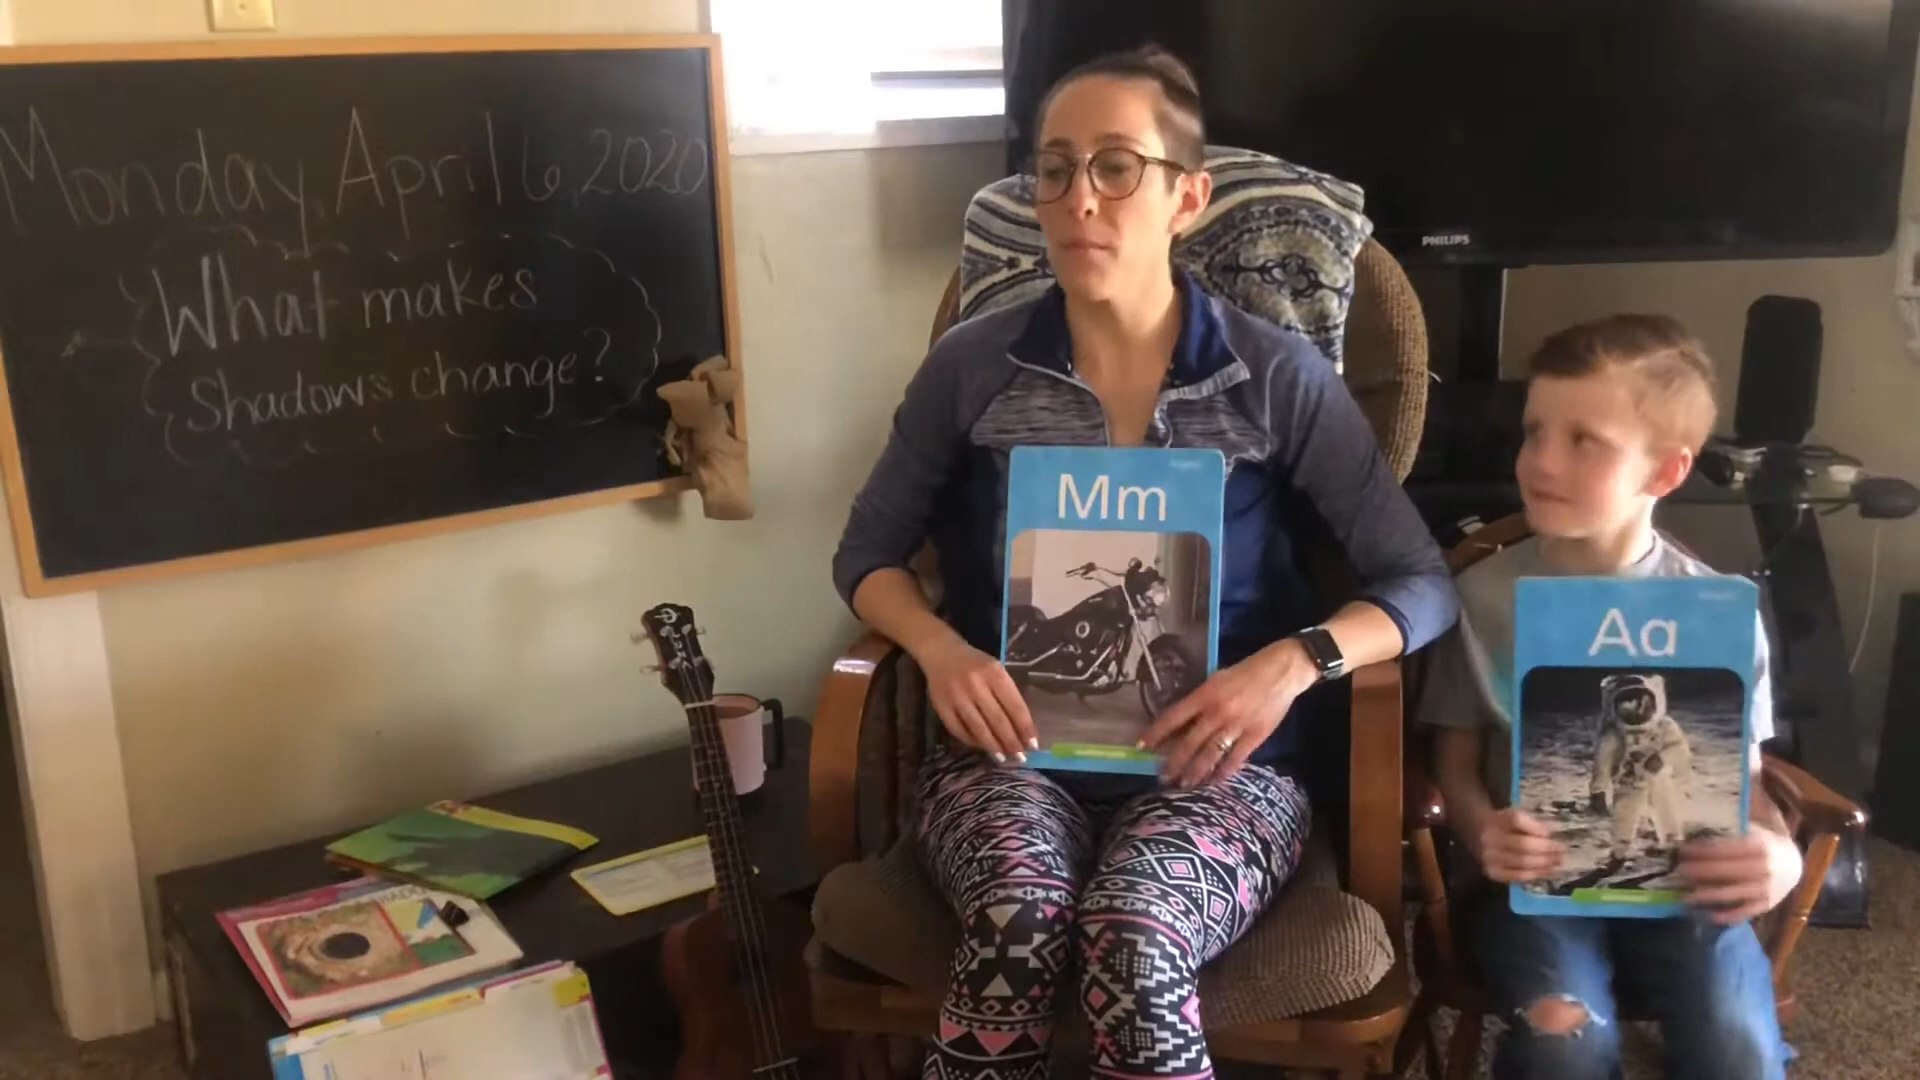 Monday, April 6, 2020
What makes
Shadows change?
Mm
Aa
PHILIPS